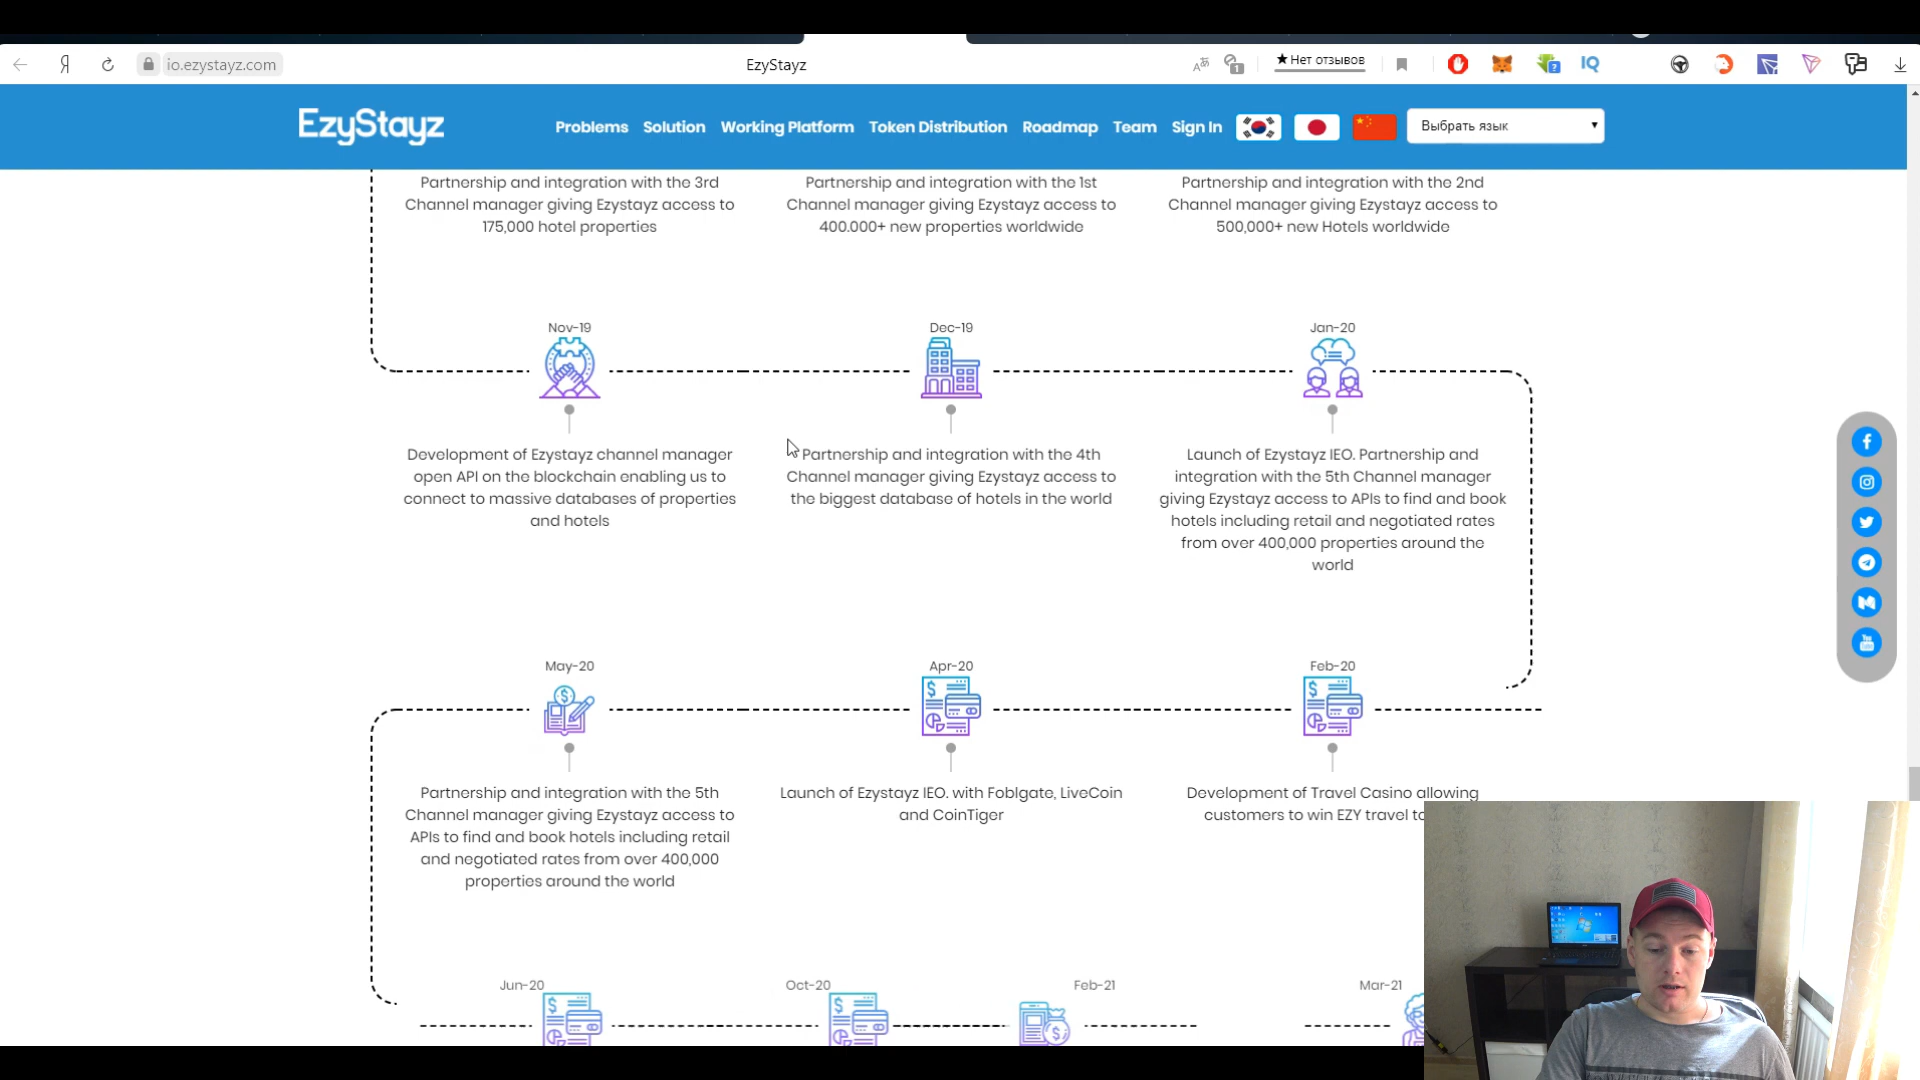 Я
io.ezystayz.com
EzyStayz
★ Нет отзывов
1
?
IQ
EzyStayz
Problems
Solution
Working Platform
Token Distribution
Roadmap
Team
Sign In
Выбрать язык
Partnership and integration with the 3rd
Channel manager giving Ezystayz access to
175,000 hotel properties
Partnership and integration with the 1st
Channel manager giving Ezystayz access to
400.000+ new properties worldwide
Partnership and integration with the 2nd
Channel manager giving Ezystayz access to
500,000+ new Hotels worldwide
Nov-19
Development of Ezystayz channel manager
open API on the blockchain enabling us to
connect to massive databases of properties
and hotels
Dec-19
Partnership and integration with the 4th
Channel manager giving Ezystayz access to
the biggest database of hotels in the world
Jan-20
Launch of Ezystayz IEO. Partnership and
integration with the 5th Channel manager
giving Ezystayz access to APIs to find and book
hotels including retail and negotiated rates
from over 400,000 properties around the
world
May-20
Partnership and integration with the 5th
Channel manager giving Ezystayz access to
APIs to find and book hotels including retail
and negotiated rates from over 400,000
properties around the world
Apr-20
Launch of Ezystayz IEO. with Foblgate, LiveCoin
and CoinTiger
Feb-20
Development of Travel Casino allowing
customers to win EZY travel to
Jun-20
Oct-20
Feb-21
Mar-21